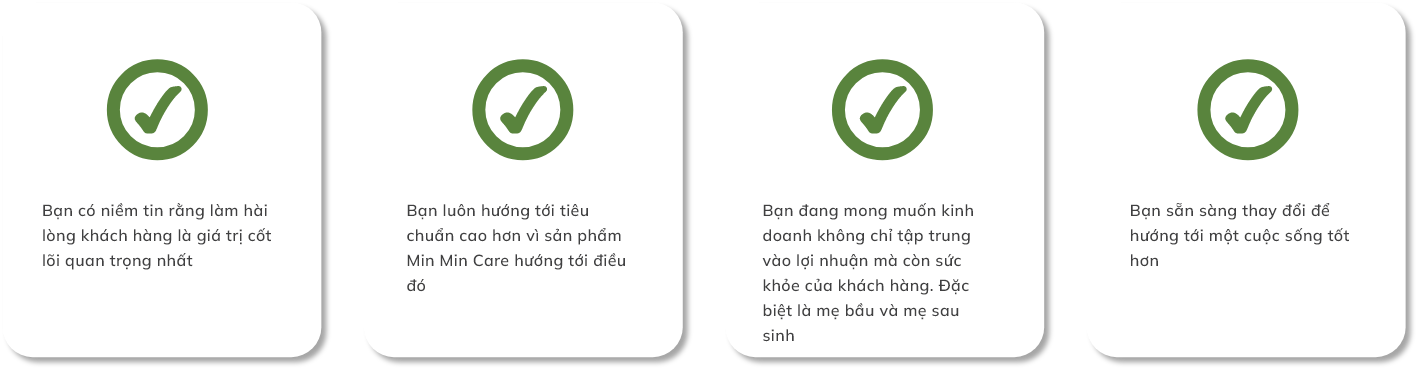 Bạn có niềm tin rằng làm hài
lòng khách hàng là giá trị cốt
lõi quan trọng nhất
Bạn luôn hướng tới tiêu
chuẩn cao hơn vì sản phẩm
Min Min Care hướng tới điều
đó
Bạn đang mong muốn kinh
doanh không chỉ tập trung
vào lợi nhuận mà còn sức
khỏe của khách hàng. Đặc
biệt là mẹ bầu và mẹ sau
sinh
Bạn sẵn sàng thay đổi để
hướng tới một cuộc sống tốt
hơn